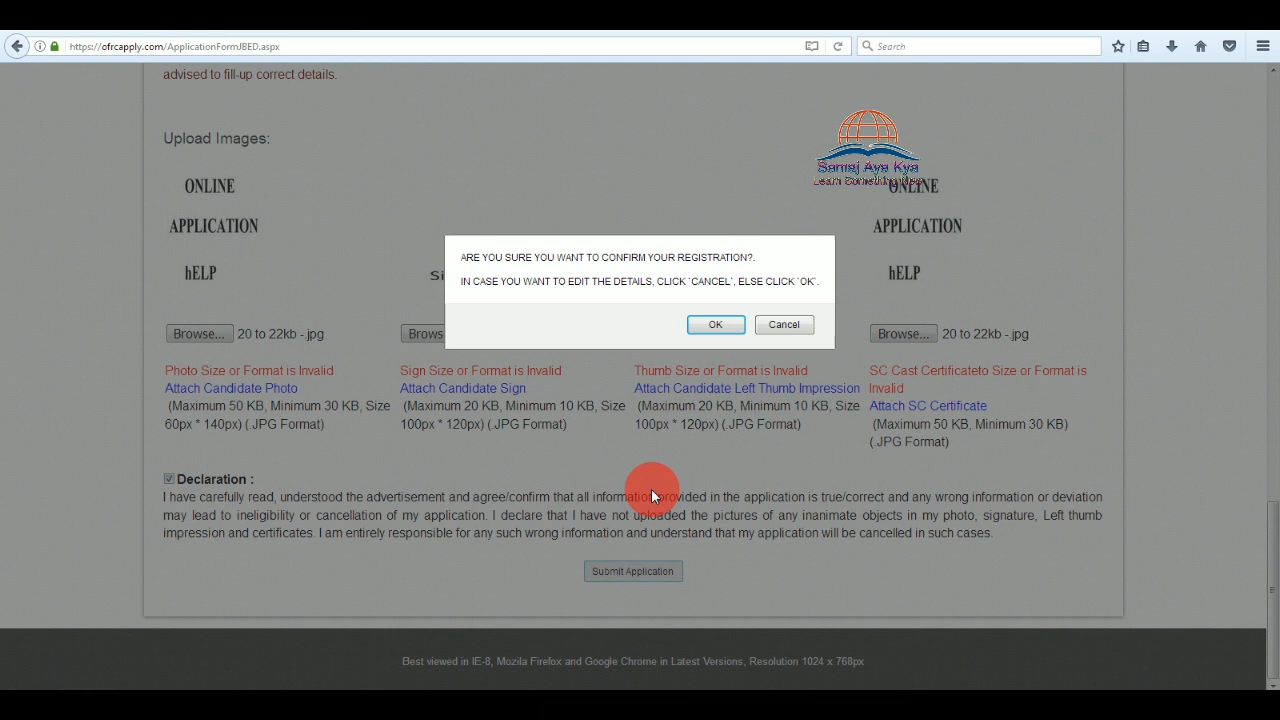 https://ofrcapply.com/ApplicationFormJBED.aspx
Search
advised to fill-up correct details.
Upload Images:
Samaj Aye Kya
ONLINE
APPLICATION
hELP
ONLINE
APPLICATION
hELP
ARE YOU SURE YOU WANT TO CONFIRM YOUR REGISTRATION?.
IN CASE YOU WANT TO EDIT THE DETAILS, CLICK `CANCEL`, ELSE CLICK `OK`.
OK Cancel
Browse... 20 to 22kb - jpg
Browse... 20 to 22kb - jpg
Photo Size or Format is Invalid
Attach Candidate Photo
(Maximum 50 KB, Minimum 30 KB, Size
60px * 140px) (.JPG Format)
Sign Size or Format is Invalid
Attach Candidate Sign
(Maximum 20 KB, Minimum 10 KB, Size
100px * 120px) (.JPG Format)
Thumb Size or Format is Invalid
Attach Candidate Left Thumb Impression
(Maximum 20 KB, Minimum 10 KB, Size
100px * 120px) (.JPG Format)
SC Cast Certificateto Size or Format is
Invalid
Attach SC Certificate
(Maximum 50 KB, Minimum 30 KB)
(.JPG Format)
Declaration :
I have carefully read, understood the advertisement and agree/confirm that all information provided in the application is true/correct and any wrong information or deviation
may lead to ineligibility or cancellation of my application. I declare that I have not uploaded the pictures of any inanimate objects in my photo, signature, Left thumb
impression and certificates. I am entirely responsible for any such wrong information and understand that my application will be cancelled in such cases.
Submit Application
Best viewed in IE-8, Mozila Firefox and Google Chrome in Latest Versions, Resolution 1024 x 768px